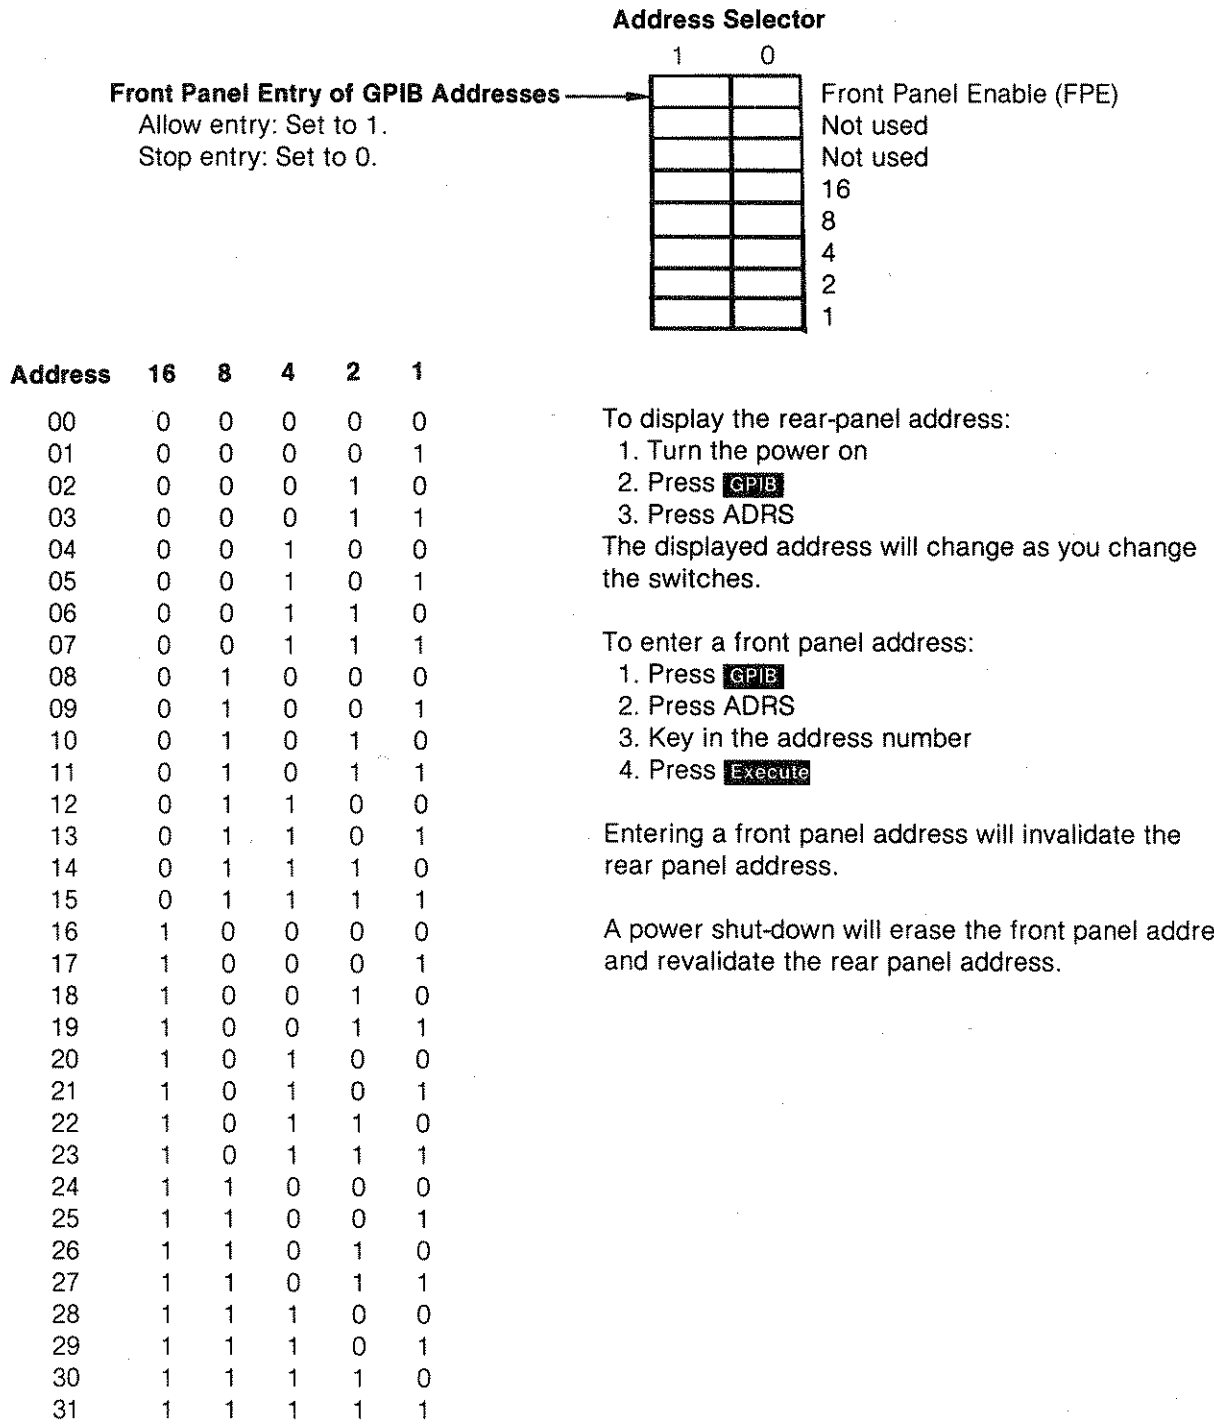 Address Selector
1 0
Front Panel Entry of GPIB Addresses
Allow entry: Set to 1.
Stop entry: Set to 0.
Front Panel Enable (FPE)
Not used
Not used
16
8
4
2
1
Address 16 8 4 2 1
00 0 0 0 0 0
01 0 0 0 0 1
02 0 0 0 1 0
03 0 0 0 1 1
04 0 0 1 0 0
05 0 0 1 0 1
06 0 0 1 1 0
07 0 0 1 1 1
08 0 1 0 0 0
09 0 1 0 0 1
10 0 1 0 1 0
11 0 1 0 1 1
12 0 1 1 0 0
13 0 1 1 0 1
14 0 1 1 1 0
15 0 1 1 1 1
16 1 0 0 0 0
17 1 0 0 0 1
18 1 0 0 1 0
19 1 0 0 1 1
20 1 0 1 0 0
21 1 0 1 0 1
22 1 0 1 1 0
23 1 0 1 1 1
24 1 1 0 0 0
25 1 1 0 0 1
26 1 1 0 1 0
27 1 1 0 1 1
28 1 1 1 0 0
29 1 1 1 0 1
30 1 1 1 1 0
31 1 1 1 1 1
To display the rear-panel address:
1. Turn the power on
2. Press GPIB
3. Press ADRS
The displayed address will change as you change
the switches.
To enter a front panel address:
1. Press GPIB
2. Press ADRS
3. Key in the address number
4. Press Execute
Entering a front panel address will invalidate the
rear panel address.
A power shut-down will erase the front panel addre
and revalidate the rear panel address.